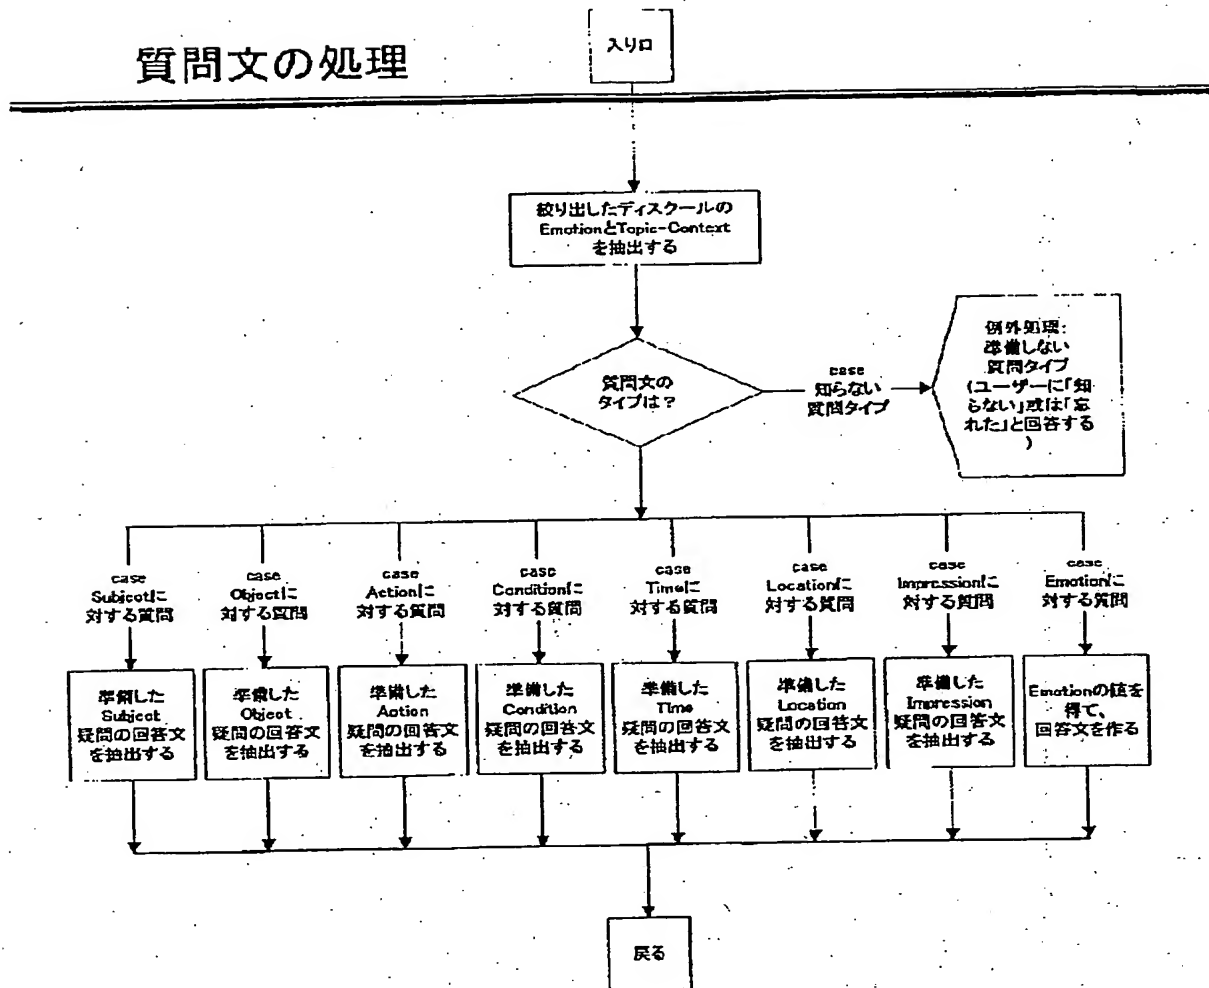 質問文の処理
入り口
絞り出したディスクールの
EmotionとTopic-Context
を抽出する
質問文の
タイプは？
case
知らない
質問タイプ
例外処理:
準備しない
質問タイプ
(ユーザーに「知
らない」或は「忘
れた」と回答する
)
case
Subjectに
対する質問
case
Objectに
対する質問
case
Actionに
対する質問
case
Conditionに
対する質問
case
Timeに
対する質問
case
Locationに
対する質問
case
Impressionに
対する質問
case
Emotionに
対する質問
準備した
Subject
疑問の回答文
を抽出する
準備した
Object
疑問の回答文
を抽出する
準備した
Action
疑問の回答文
を抽出する
準備した
Condition
疑問の回答文
を抽出する
準備した
Time
疑問の回答文
を抽出する
準備した
Location
疑問の回答文
を抽出する
準備した
Impression
疑問の回答文
を抽出する
Emotionの値を
得て、
回答文を作る
戻る